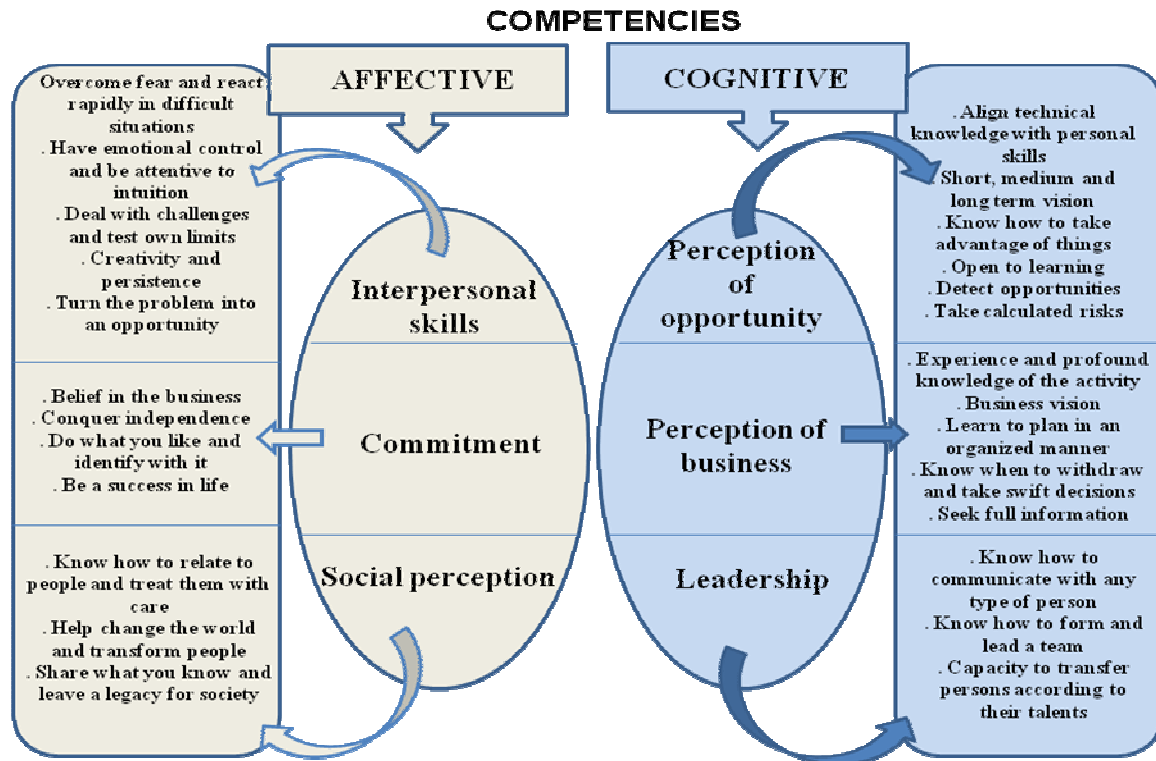 COMPETENCIES
AFFECTIVE
Overcome fear and react
rapidly in difficult
situations
. Have emotional control
and be attentive to
intuition
. Deal with challenges
and test own limits
. Creativity and
persistence
. Turn the problem into
an opportunity
. Belief in the business
. Conquer independence
. Do what you like and
identify with it
. Be a success in life
. Know how to relate to
people and treat them with
care
. Help change the world
and transform people
. Share what you know and
leave a legacy for society
Interpersonal
skills
Commitment
Social perception
COGNITIVE
Perception
of
opportunity
Perception of
business
Leadership
. Align technical
knowledge with personal
skills
. Short, medium and
long term vision
. Know how to take
advantage of things
. Open to learning
. Detect opportunities
. Take calculated risks
. Experience and profound
knowledge of the activity
. Business vision
. Learn to plan in an
organized manner
. Know when to withdraw
and take swift decisions
. Seek full information
. Know how to
communicate with any
type of person
. Know how to form and
lead a team
. Capacity to transfer
persons according to
their talents